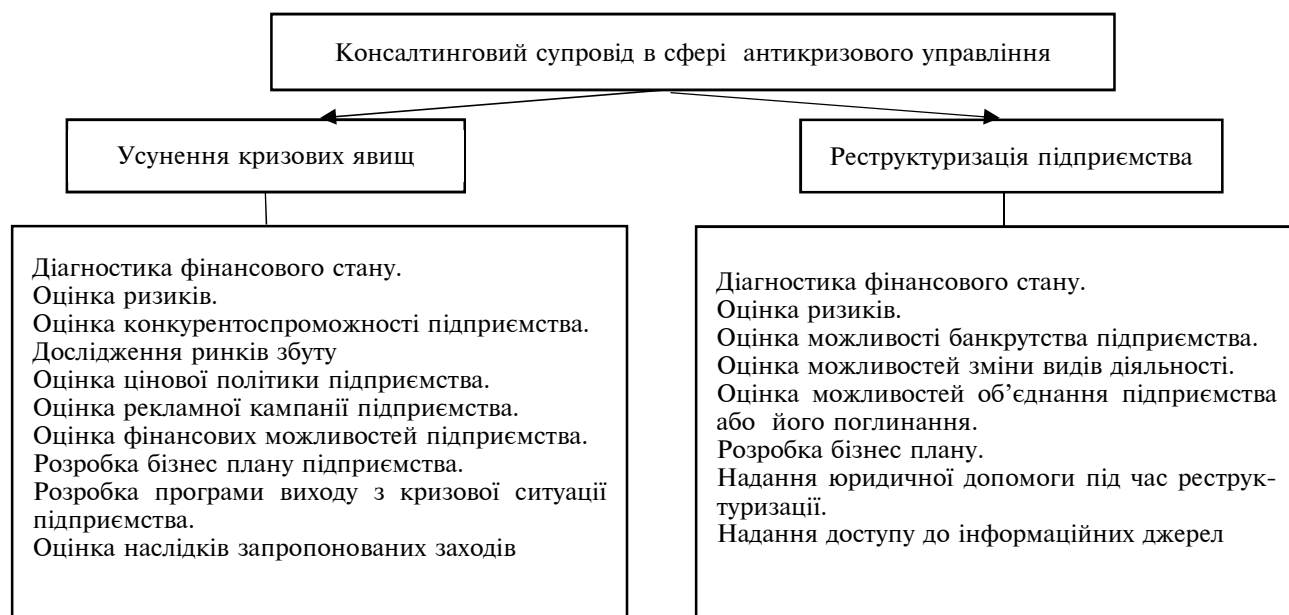 Консалтинговий супровід в сфері антикризового управління
Усунення кризових явищ
Реструктуризація підприємства
Діагностика фінансового стану.
Оцінка ризиків.
Оцінка конкурентоспроможності підприємства.
Дослідження ринків збуту
Оцінка цінової політики підприємства.
Оцінка рекламної кампанії підприємства.
Оцінка фінансових можливостей підприємства.
Розробка бізнес плану підприємства.
Розробка програми виходу з кризової ситуації
підприємства.
Оцінка наслідків запропонованих заходів
Діагностика фінансового стану.
Оцінка ризиків.
Оцінка можливості банкрутства підприємства.
Оцінка можливостей зміни видів діяльності.
Оцінка можливостей об’єднання підприємства
або його поглинання.
Розробка бізнес плану.
Надання юридичної допомоги під час реструк-
туризації.
Надання доступу до інформаційних джерел